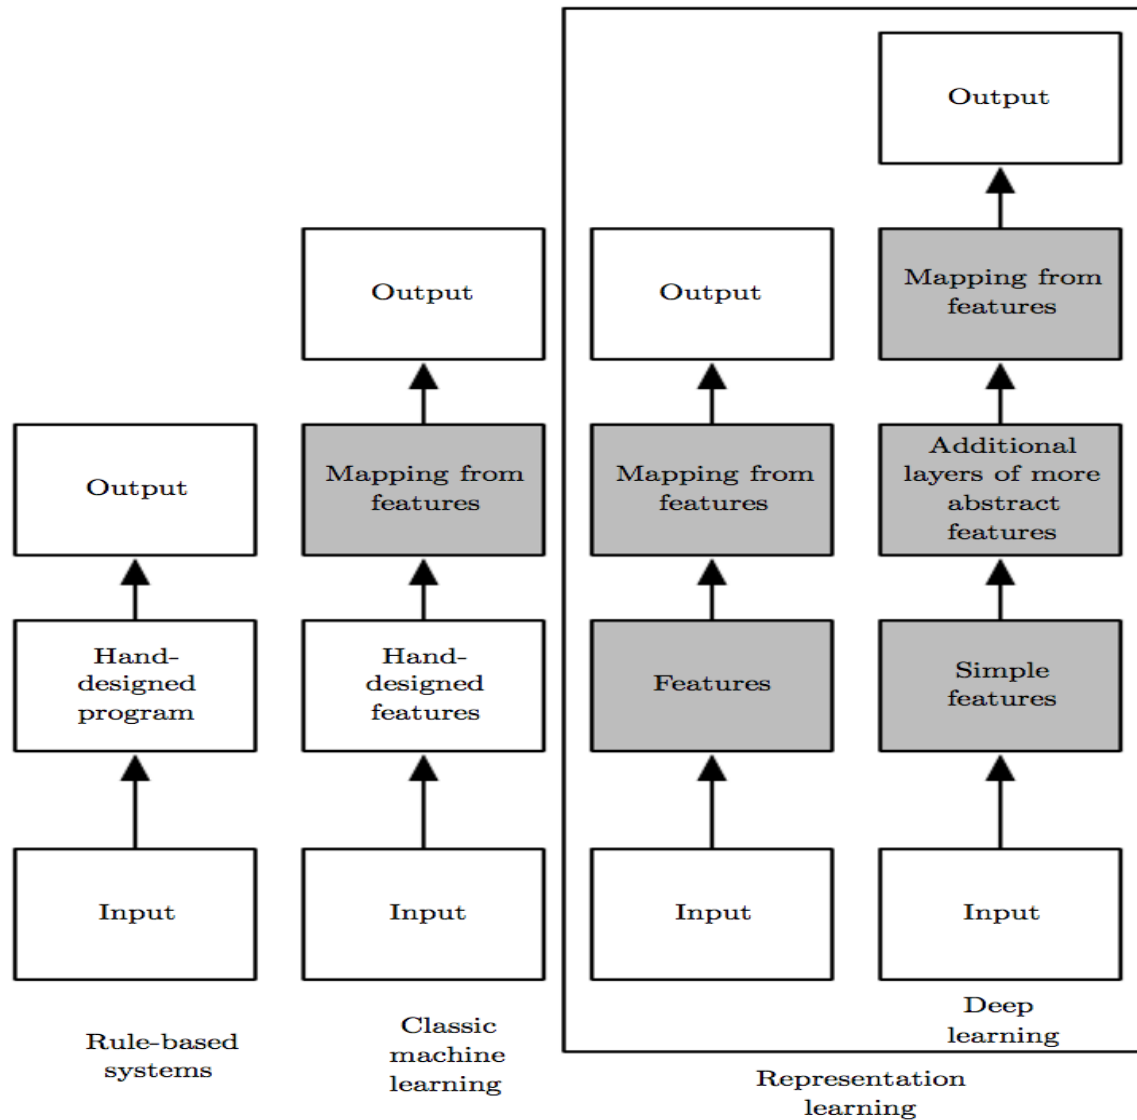 Output
Output
Output
Mapping from
features
Output
Mapping from
features
Mapping from
features
Additional
layers of more
abstract
features
Hand-
designed
program
Hand-
designed
features
Features
Simple
features
Input
Input
Input
Input
Rule-based
systems
Classic
machine
learning
Deep
learning
Representation
learning